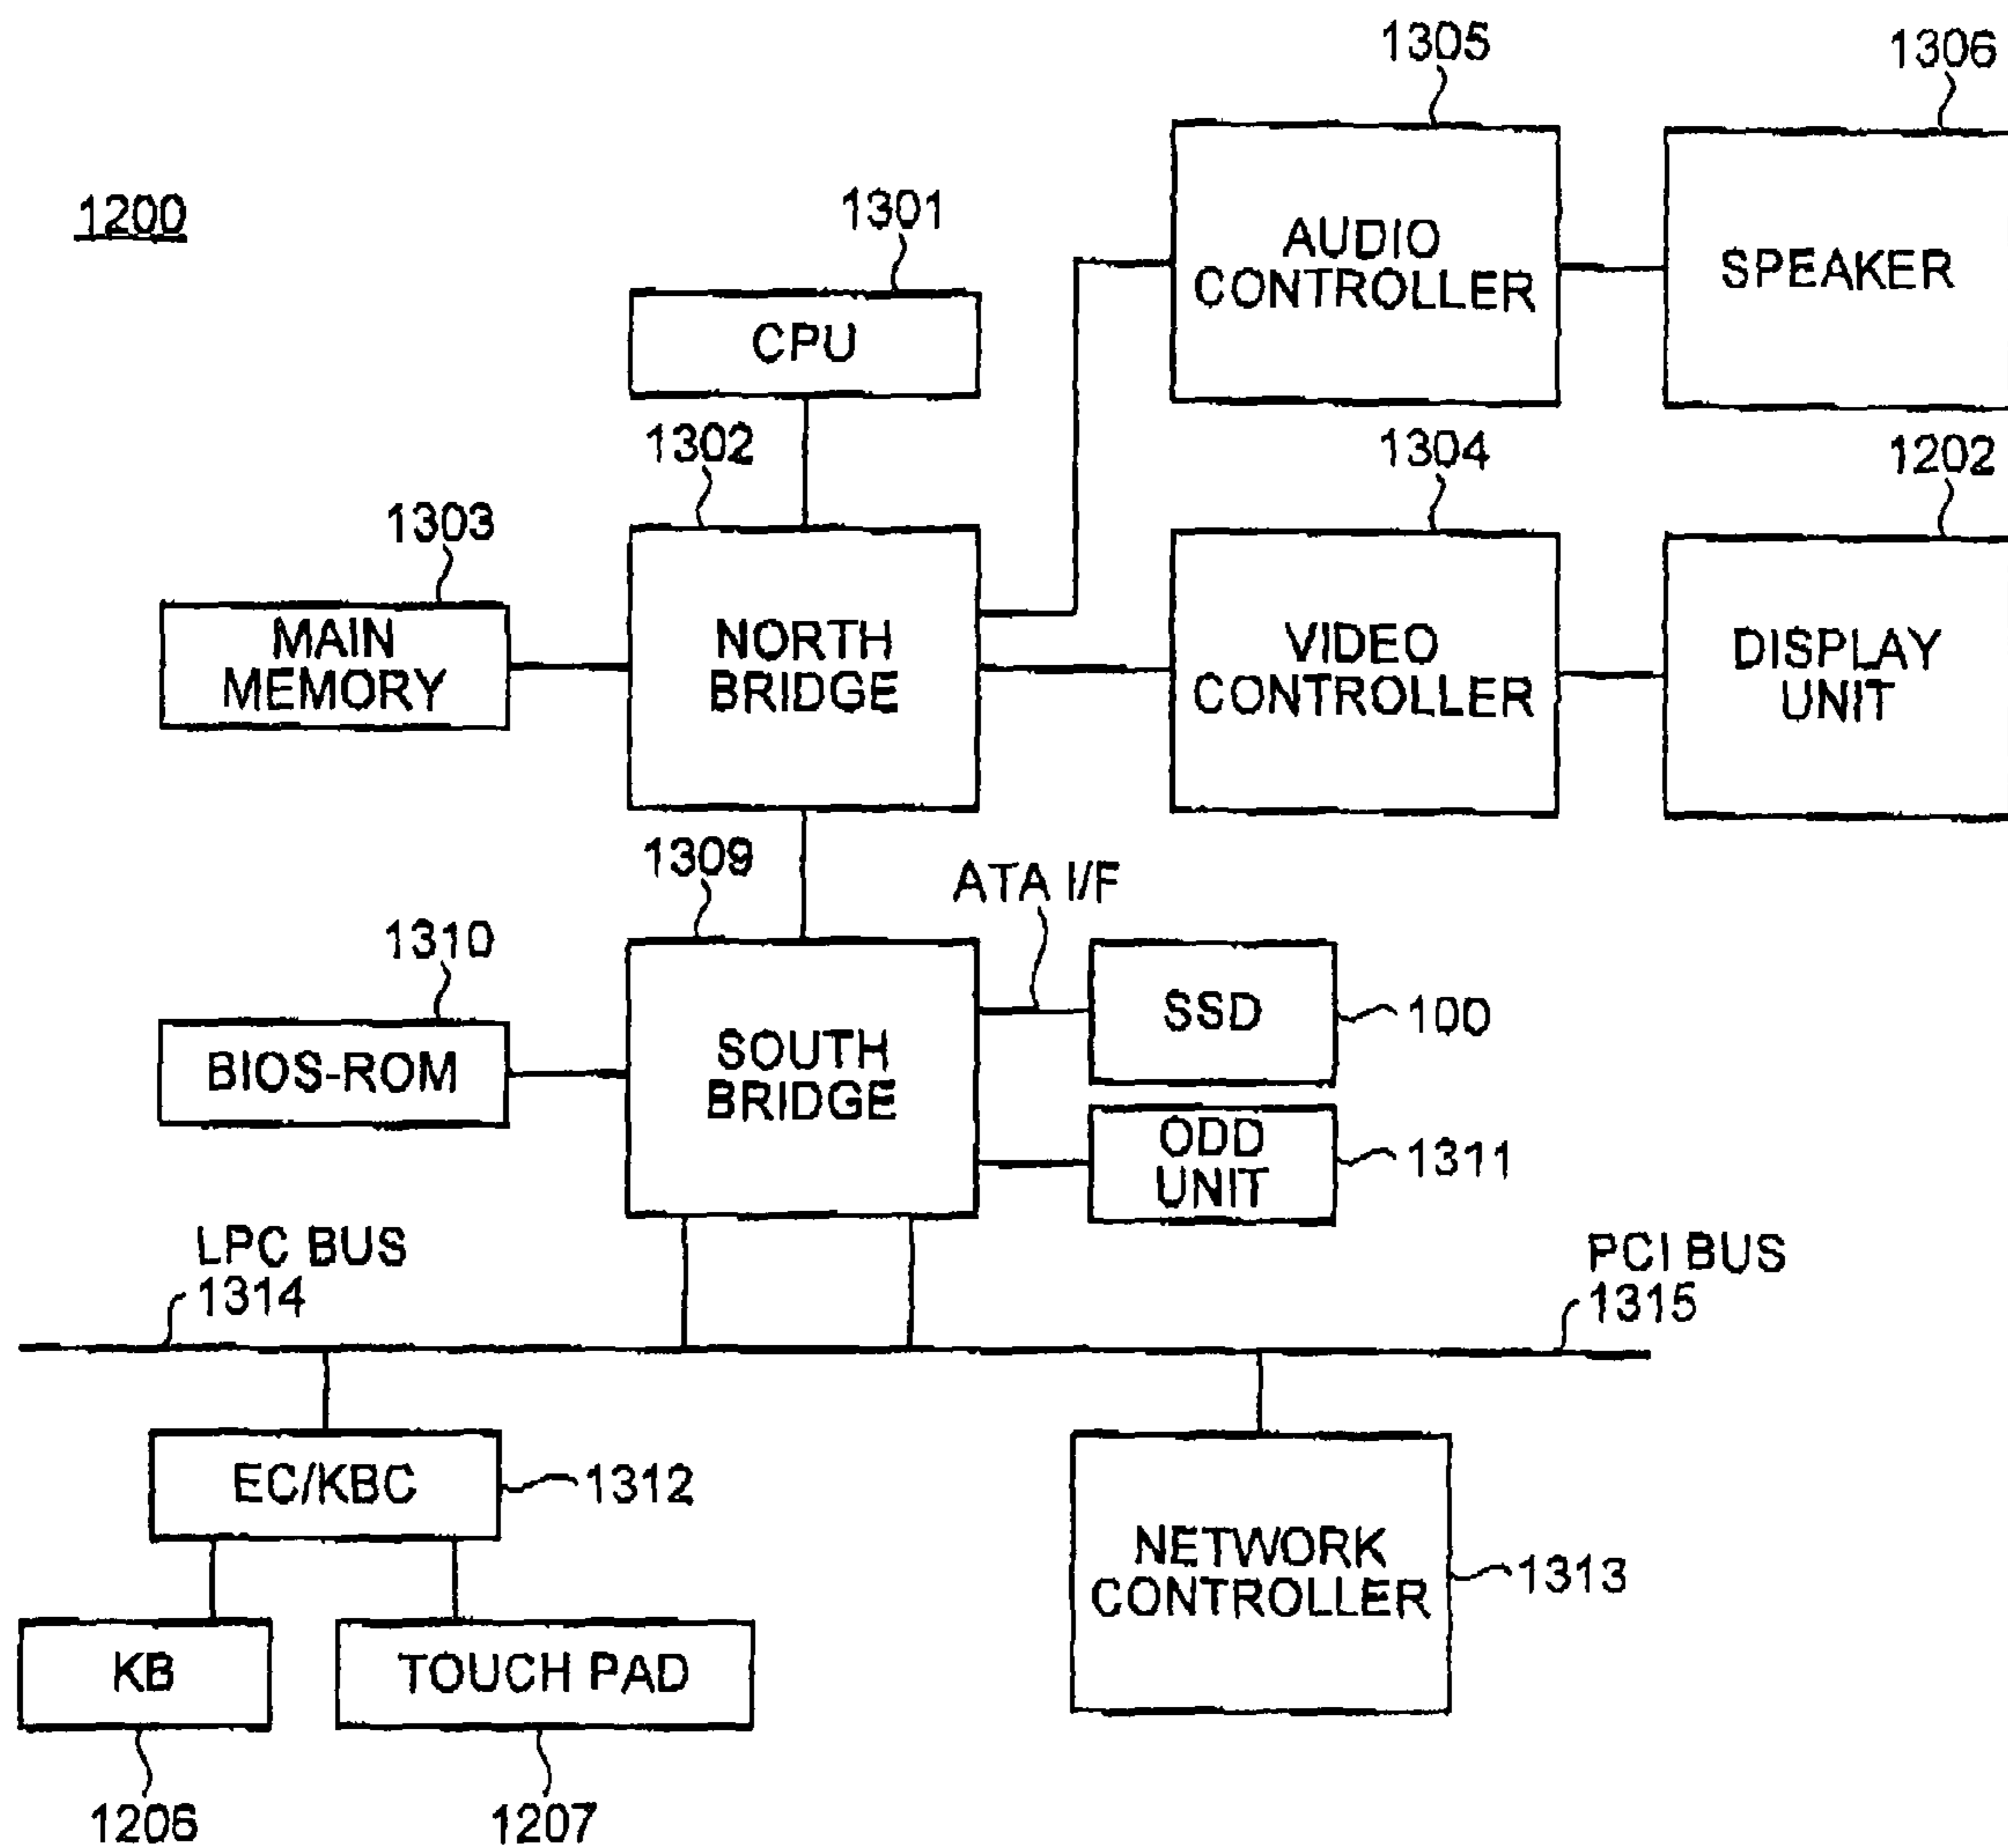 1305
1306
1200
1301
AUDIO
CONTROLLER
SPEAKER
CPU
1302
1304
1202
1303
MAIN
MEMORY
NORTH
BRIDGE
VIDEO
CONTROLLER
DISPLAY
UNIT
1309
ATA I/F
1310
BIOS-ROM
SOUTH
BRIDGE
SSD
100
ODD
UNIT
1311
LPC BUS
1314
PCI BUS
1315
EC/KBC
1312
NETWORK
CONTROLLER
1313
KB
TOUCH PAD
1206
1207